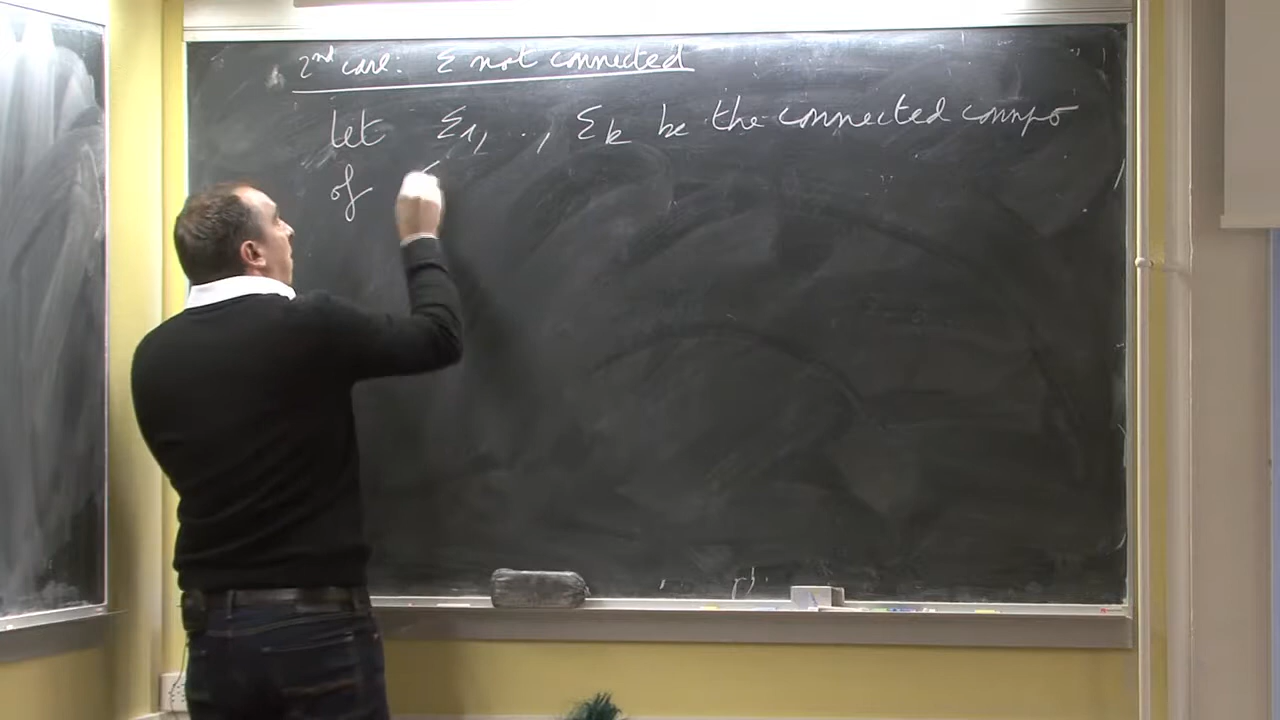 2nd case: Σ not connected
Let Σ1, .., Σk be the connected compo
of